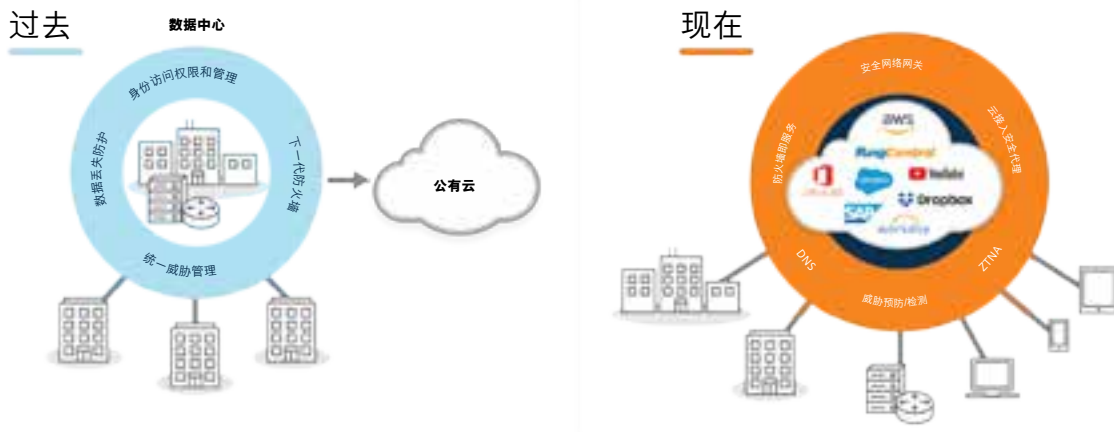 过去
数据中心
身份访问权限和管理
数据丢失防护
下一代防火墙
统一威胁管理
公有云
现在
安全网络网关
防火墙即服务
云接入安全代理
aws
RingCentral
YouTube
Dropbox
SAP
workday
DNS
ZTNA
威胁预防/检测